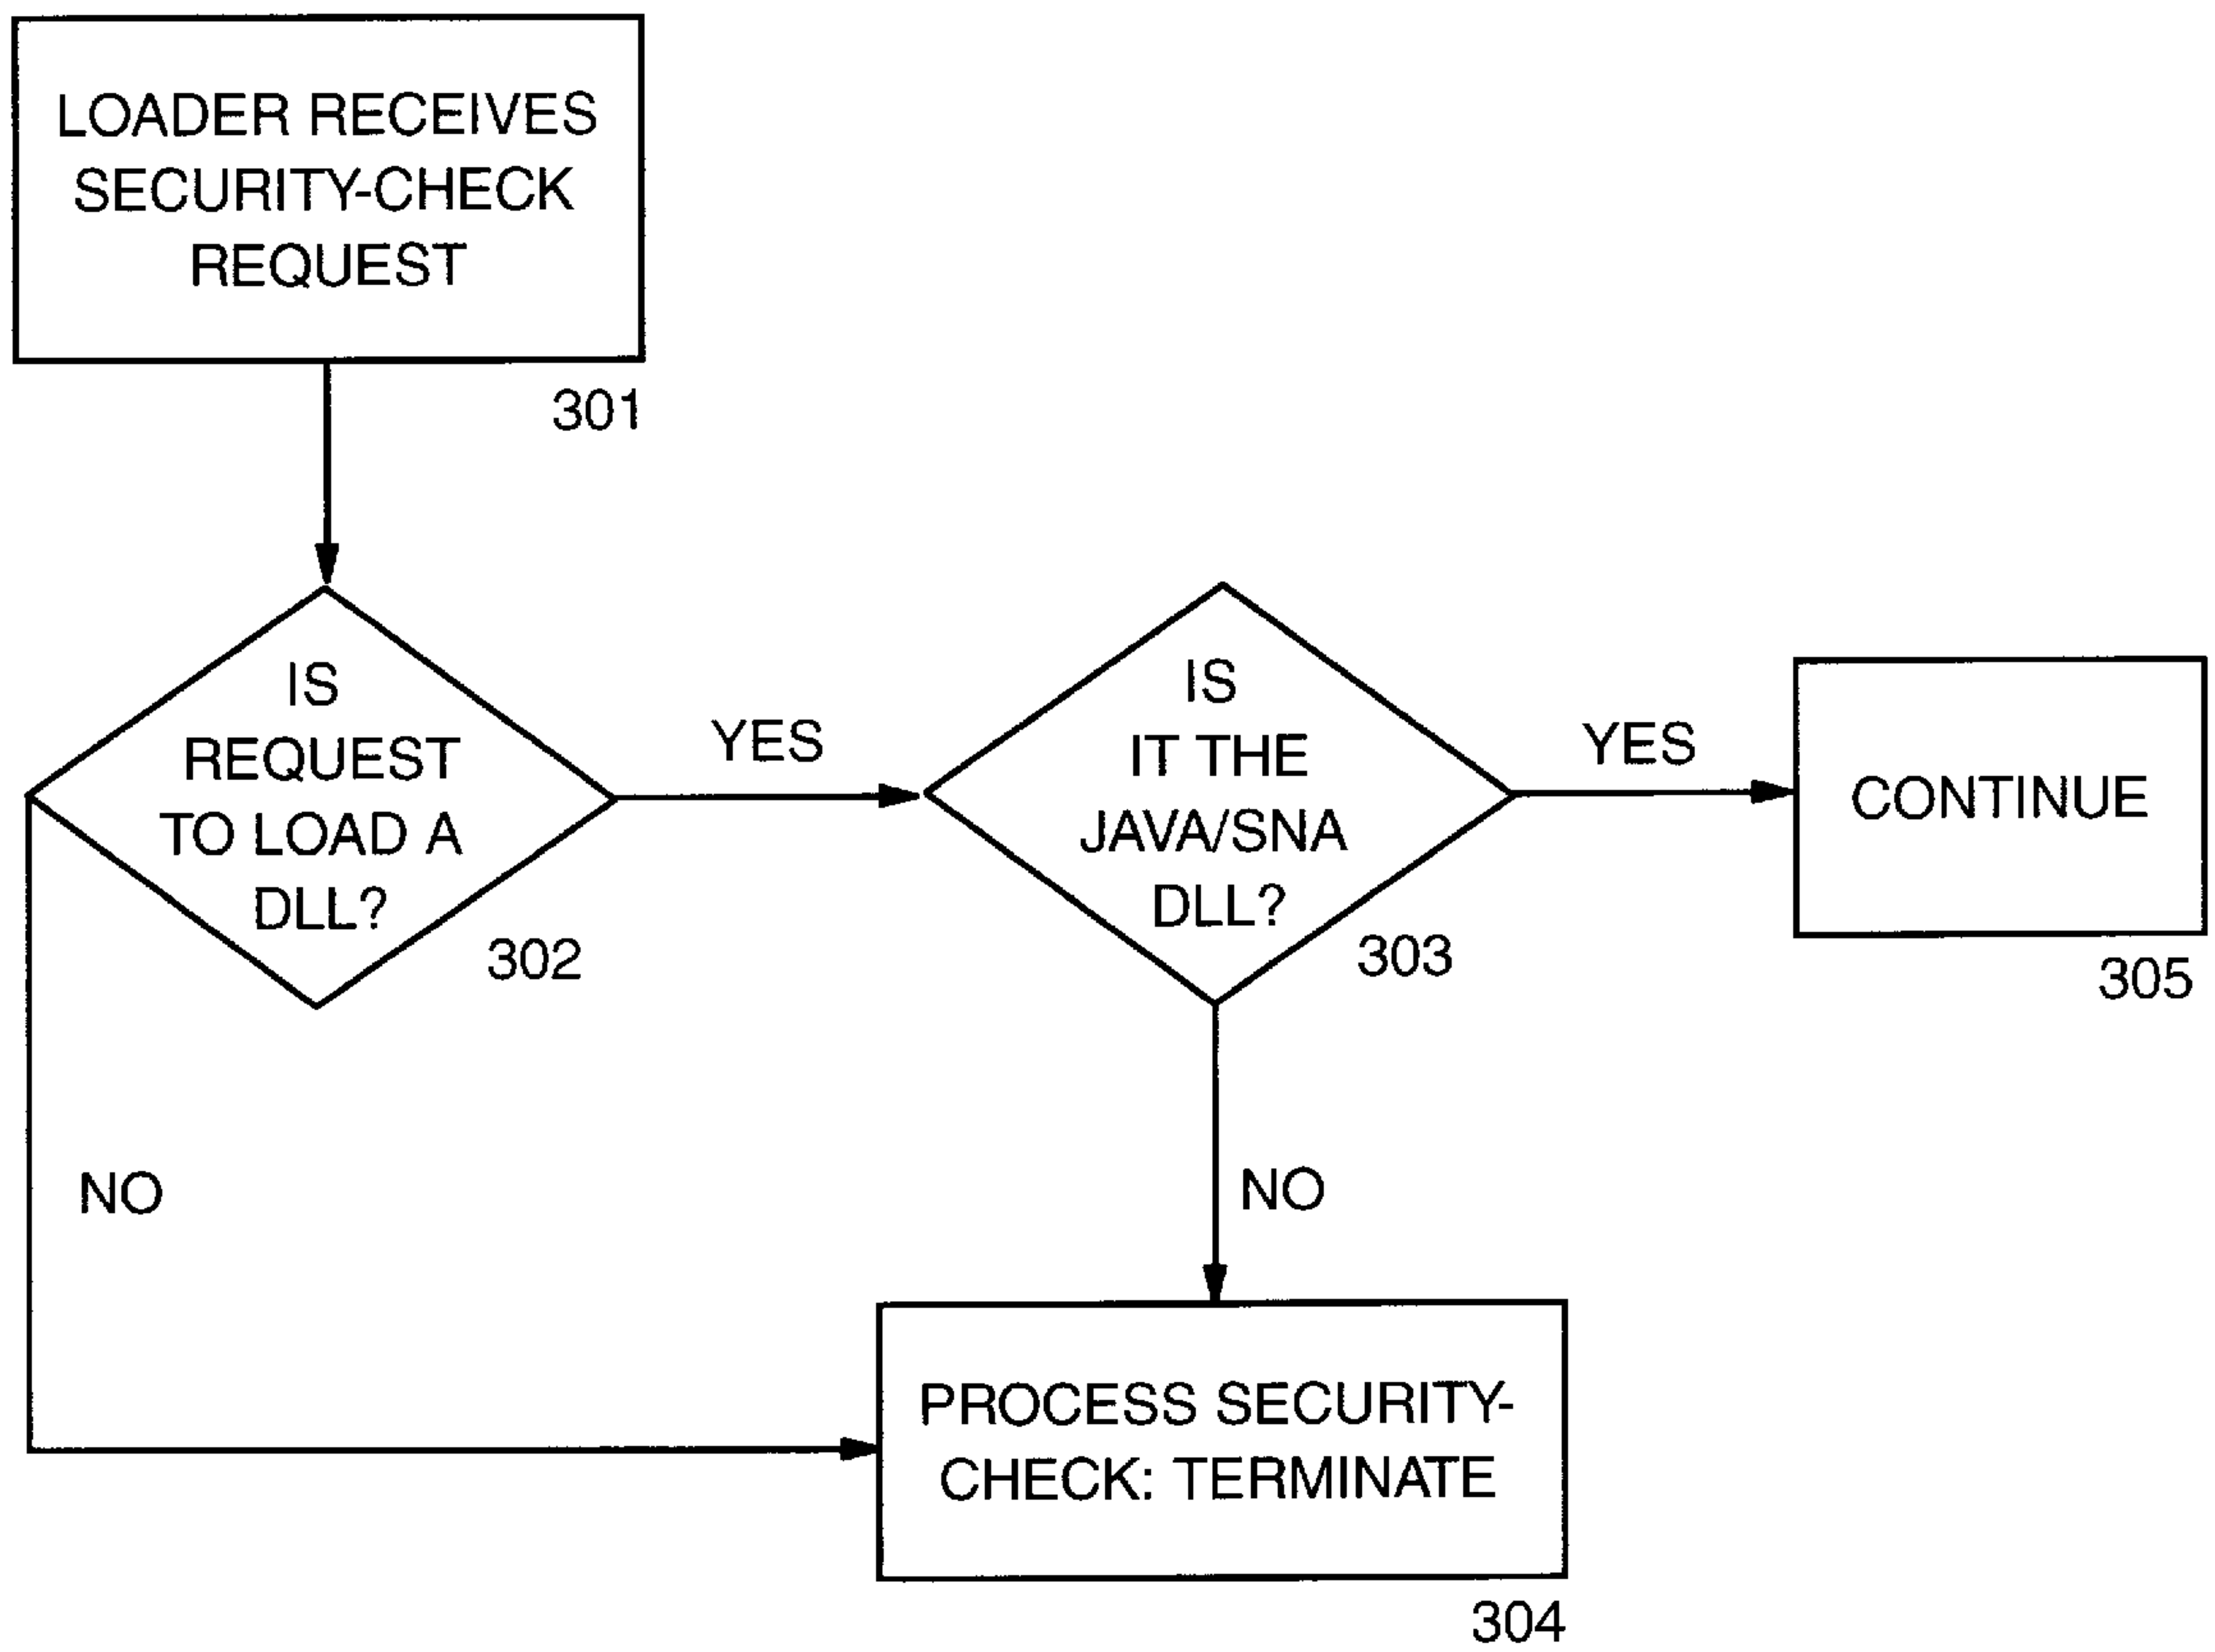 LOADER RECEIVES
SECURITY-CHECK
REQUEST
301
IS
REQUEST
TO LOAD A
DLL?
302
YES
IS
IT THE
JAVA/SNA
DLL?
303
YES
CONTINUE
305
NO
NO
PROCESS SECURITY-
CHECK: TERMINATE
304